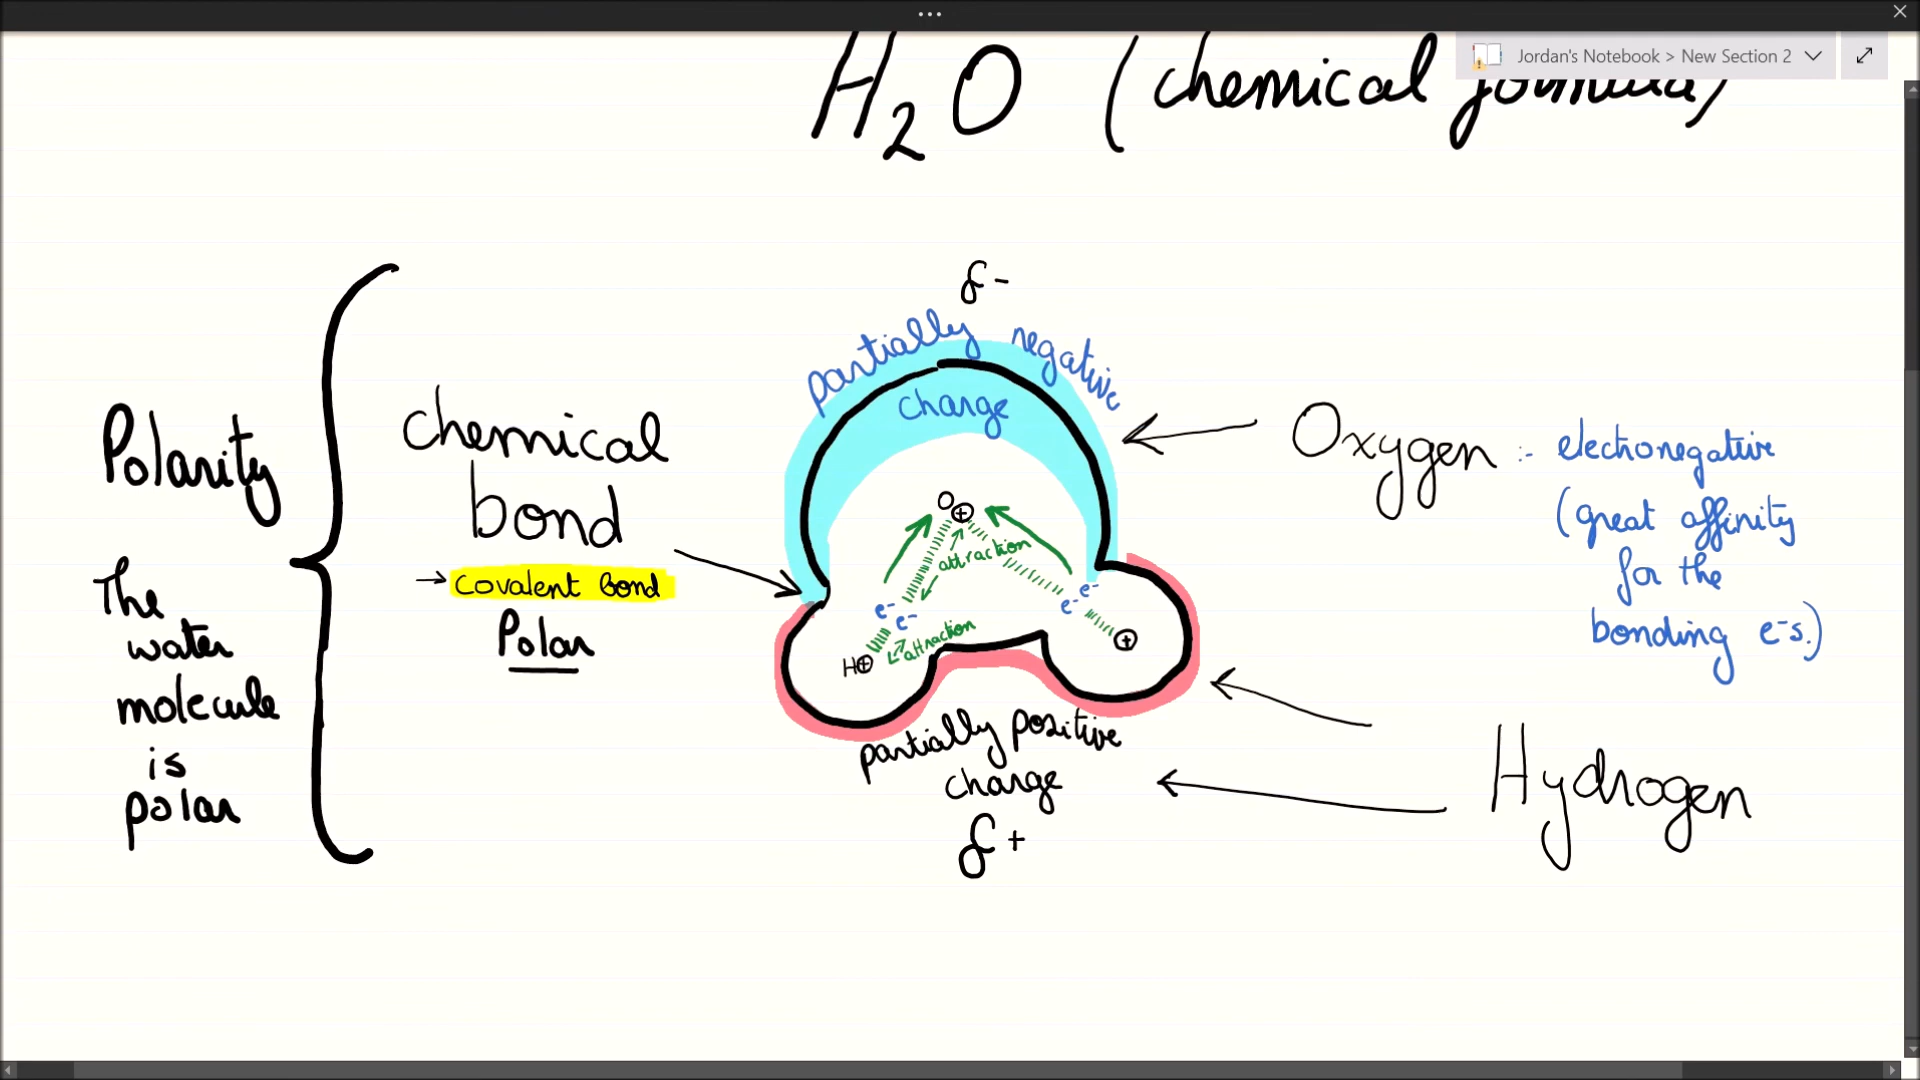 Jordan's Notebook > New Section 2
H₂O (chemical formula)
δ-
partially negative
charge
Polarity
The
water
molecule
is
polar
chemical
bond
→ covalent bond
Polar
Oxygen :- electronegative
(great affinity
for the
bonding e⁻s.)
O
+
attraction
e⁻ e⁻
e⁻ e⁻
attraction
H+
+
partially positive
charge
δ+
Hydrogen